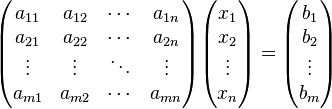 a₁₁ a₁₂ ⋯ a₁ₙ x₁ b₁
a₂₁ a₂₂ ⋯ a₂ₙ x₂ = b₂
⋮ ⋮ ⋱ ⋮ ⋮ ⋮
aₘ₁ aₘ₂ ⋯ aₘₙ xₙ bₘ